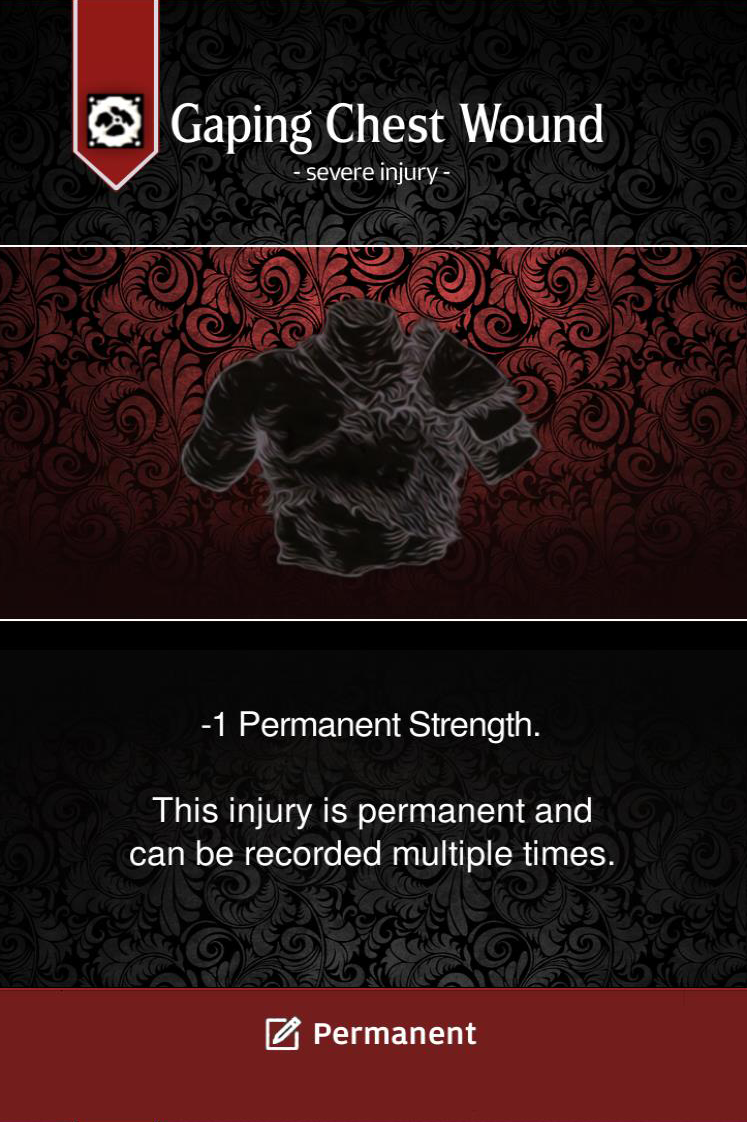 Gaping Chest Wound
- severe injury -
-1 Permanent Strength.
This injury is permanent and
can be recorded multiple times.
Permanent